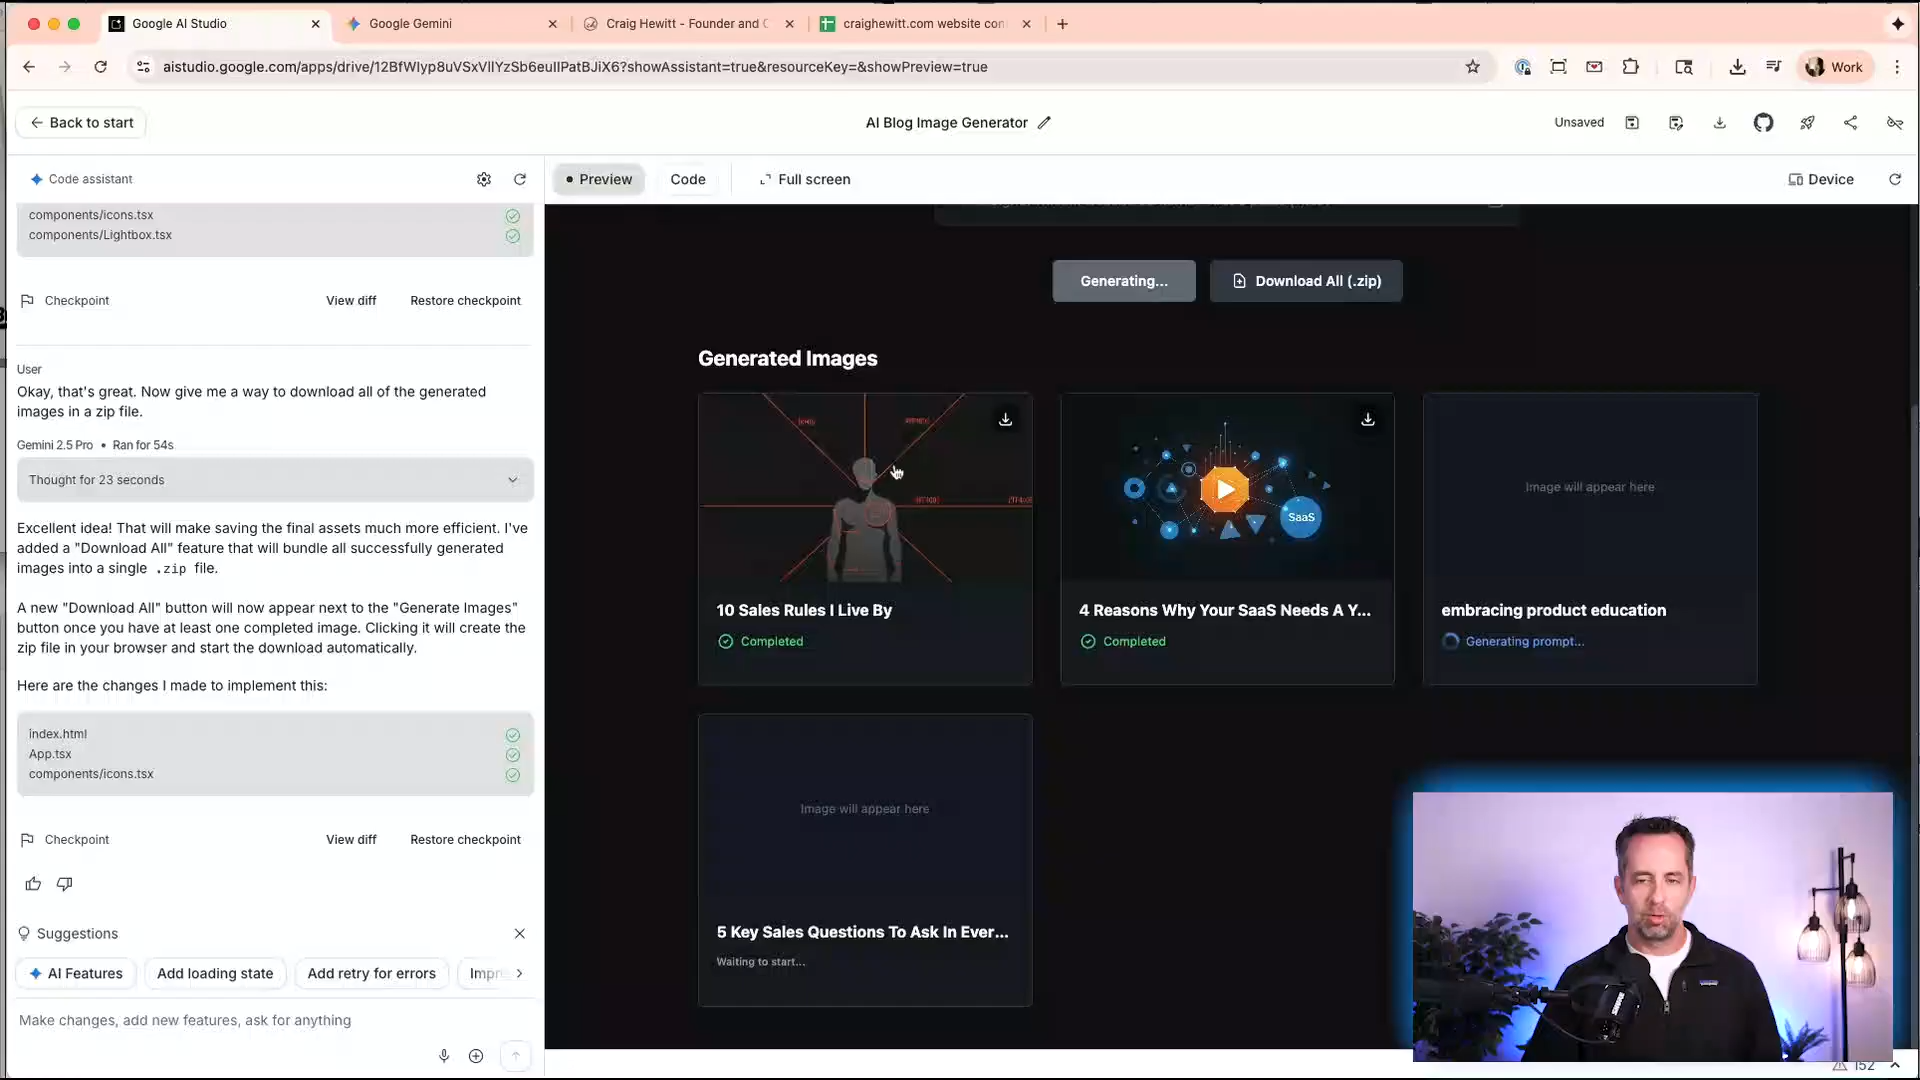 Google AI Studio
Google Gemini
Craig Hewitt - Founder and C
craighewitt.com website con
aistudio.google.com/apps/drive/12BfWIyp8uVSxVIIYzSb6euIIPatBJiX6?showAssistant=true&resourceKey=&showPreview=true
Work
Back to start
AI Blog Image Generator
Unsaved
Code assistant
Preview
Code
Full screen
Device
components/icons.tsx
components/Lightbox.tsx
Checkpoint
View diff
Restore checkpoint
User
Okay, that's great. Now give me a way to download all of the generated
images in a zip file.
Gemini 2.5 Pro • Ran for 54s
Thought for 23 seconds
Excellent idea! That will make saving the final assets much more efficient. I've
added a "Download All" feature that will bundle all successfully generated
images into a single .zip file.
A new "Download All" button will now appear next to the "Generate Images"
button once you have at least one completed image. Clicking it will create the
zip file in your browser and start the download automatically.
Here are the changes I made to implement this:
index.html
App.tsx
components/icons.tsx
Checkpoint
View diff
Restore checkpoint
Suggestions
AI Features
Add loading state
Add retry for errors
Impr
Make changes, add new features, ask for anything
Generating...
Download All (.zip)
Generated Images
10 Sales Rules I Live By
Completed
SaaS
4 Reasons Why Your SaaS Needs A Y...
Completed
Image will appear here
embracing product education
Generating prompt...
Image will appear here
5 Key Sales Questions To Ask In Ever...
Waiting to start...
152